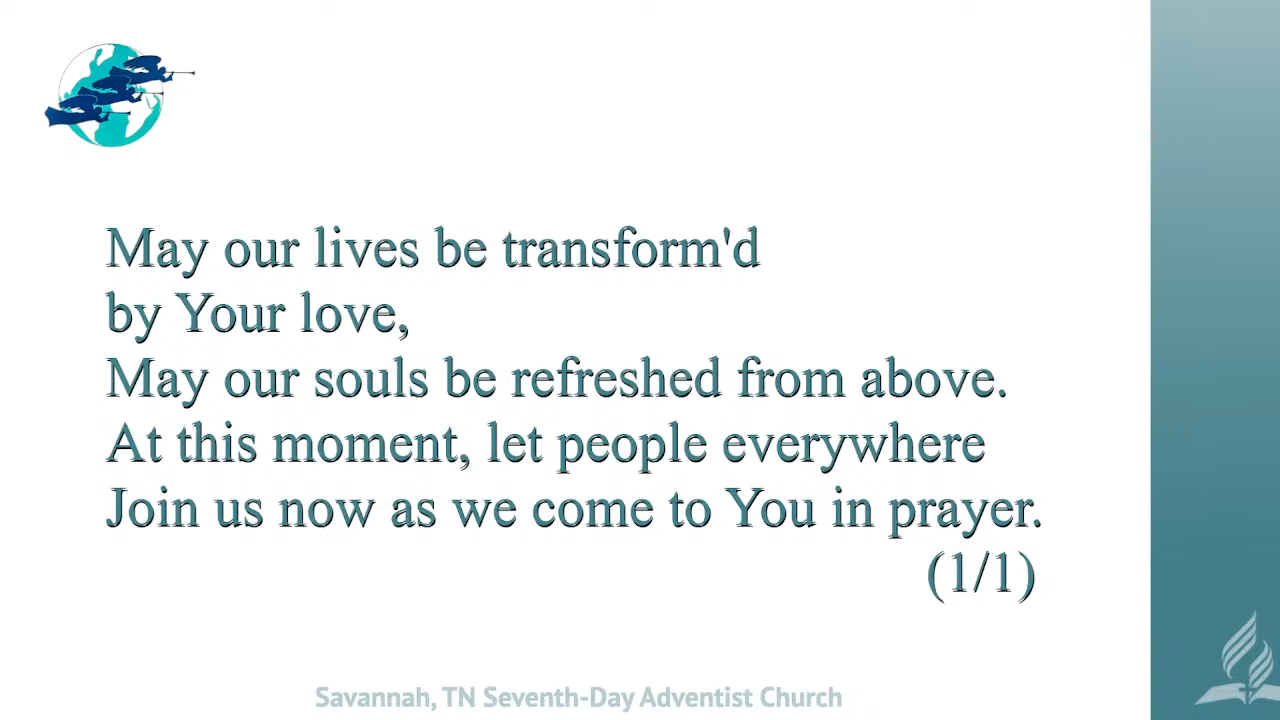 May our lives be transform'd
by Your love,
May our souls be refreshed from above.
At this moment, let people everywhere
Join us now as we come to You in prayer.
(1/1)
Savannah, TN Seventh-Day Adventist Church